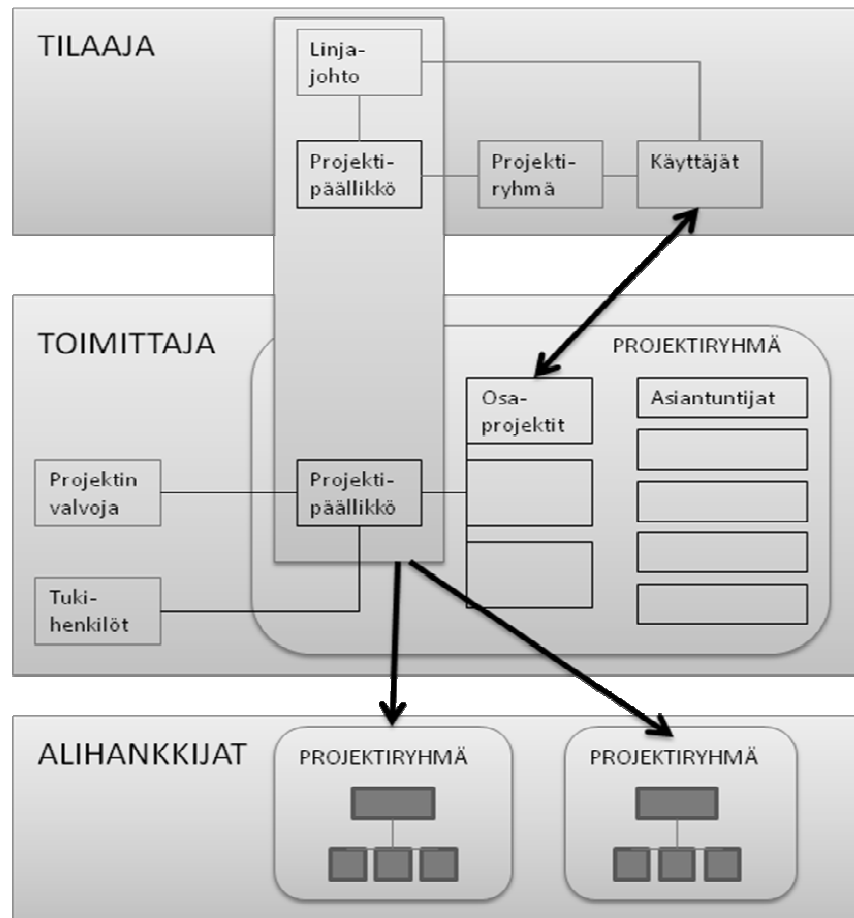 TILAAJA
Linja-
johto
Projekti-
päällikkö
Projekti-
ryhmä
Käyttäjät
TOIMITTAJA
PROJEKTIRYHMÄ
Osa-
projektit
Asiantuntijat
Projektin
valvoja
Projekti-
päällikkö
Tuki-
henkilöt
ALIHANKKIJAT
PROJEKTIRYHMÄ
PROJEKTIRYHMÄ